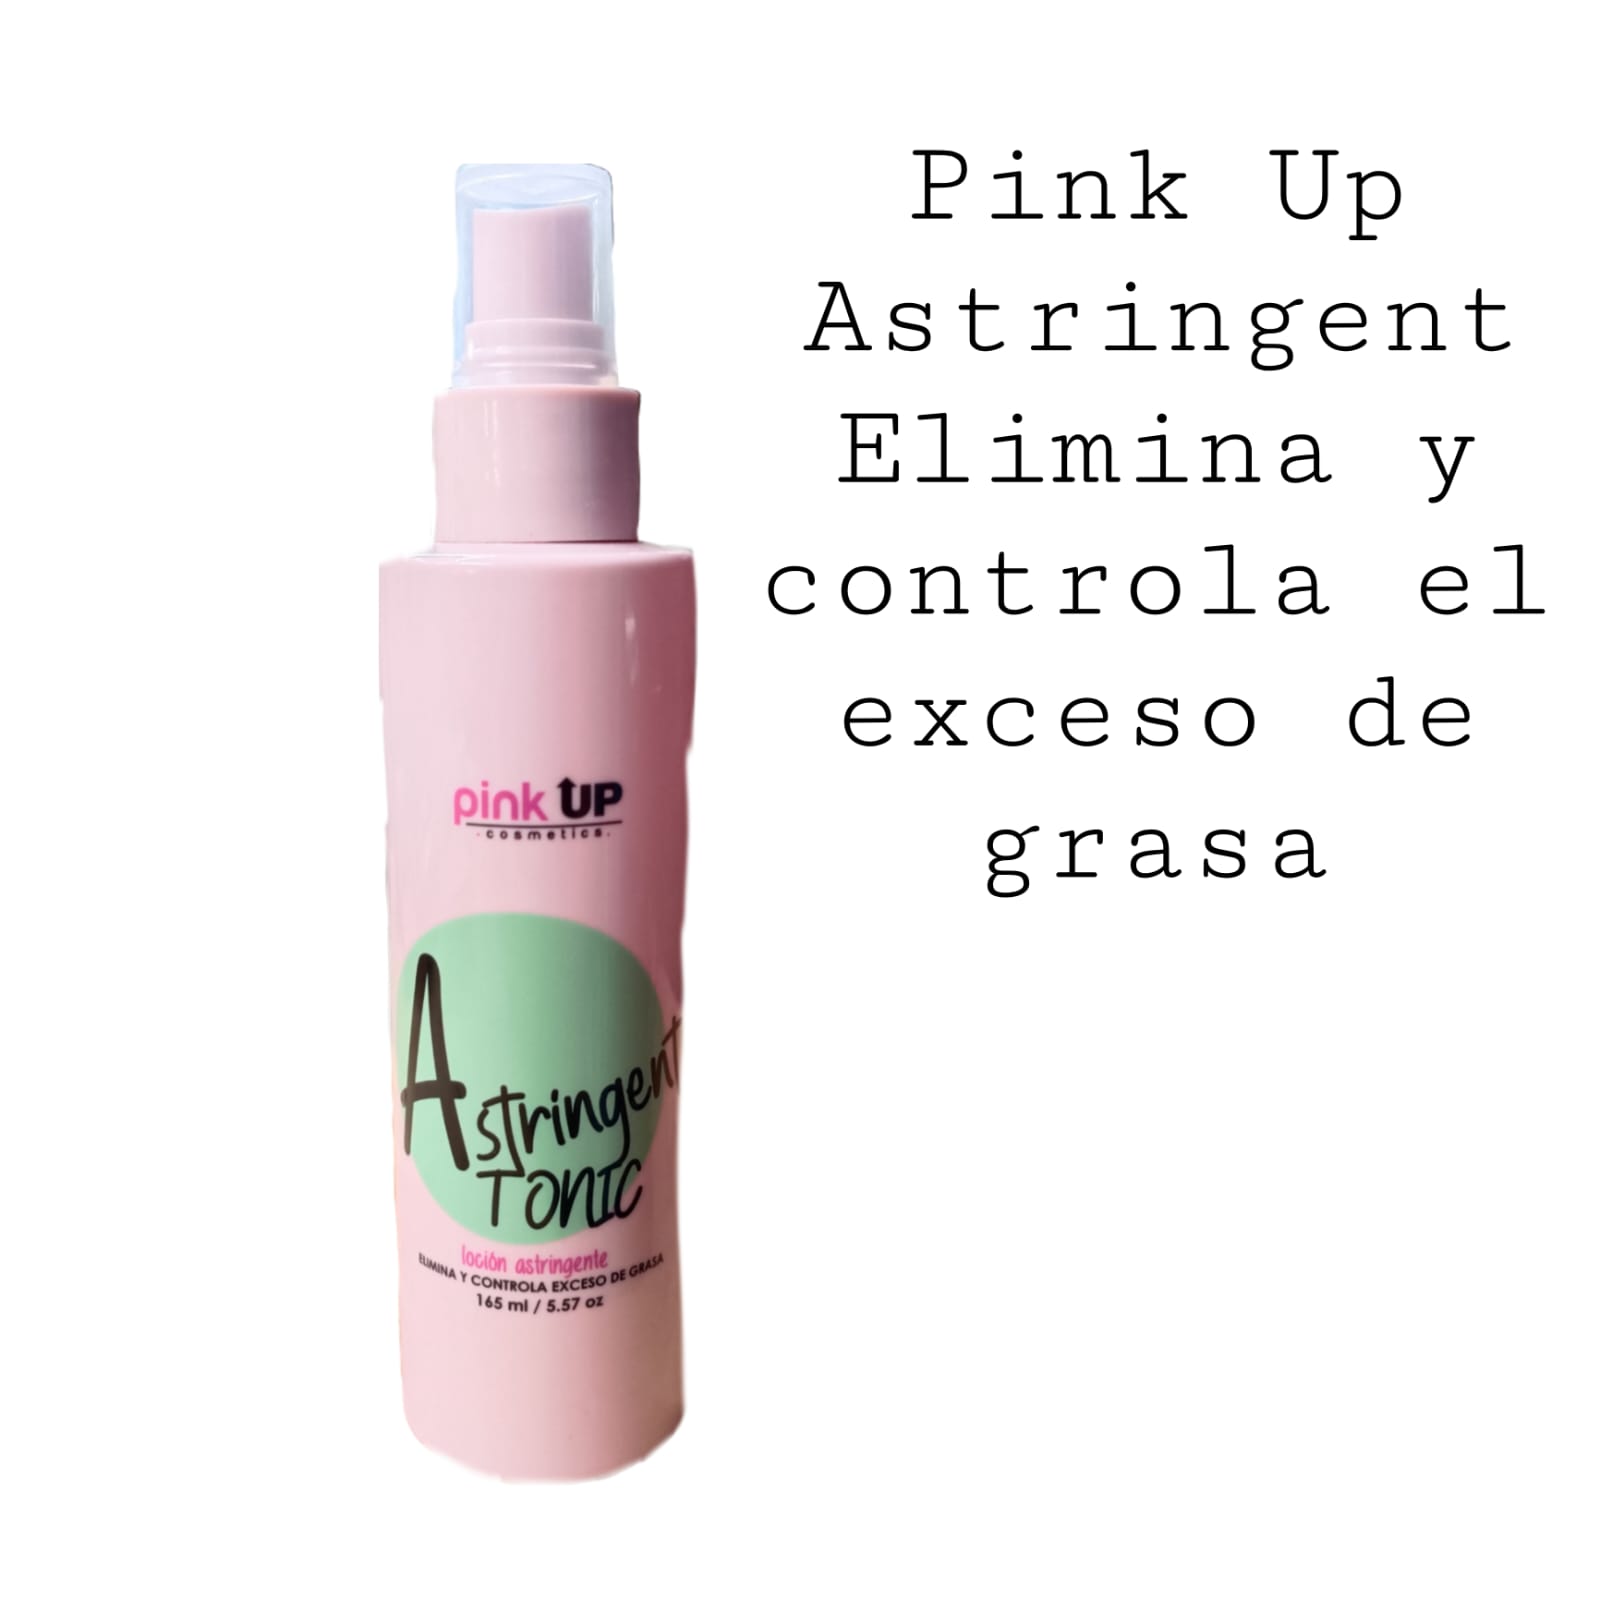 Pink Up
Astringent
Elimina y
controla el
exceso de
grasa
pink UP
cosmetics
Astringent
TONIC
loción astringente
ELIMINA Y CONTROLA EXCESO DE GRASA
165 ml / 5.57 oz